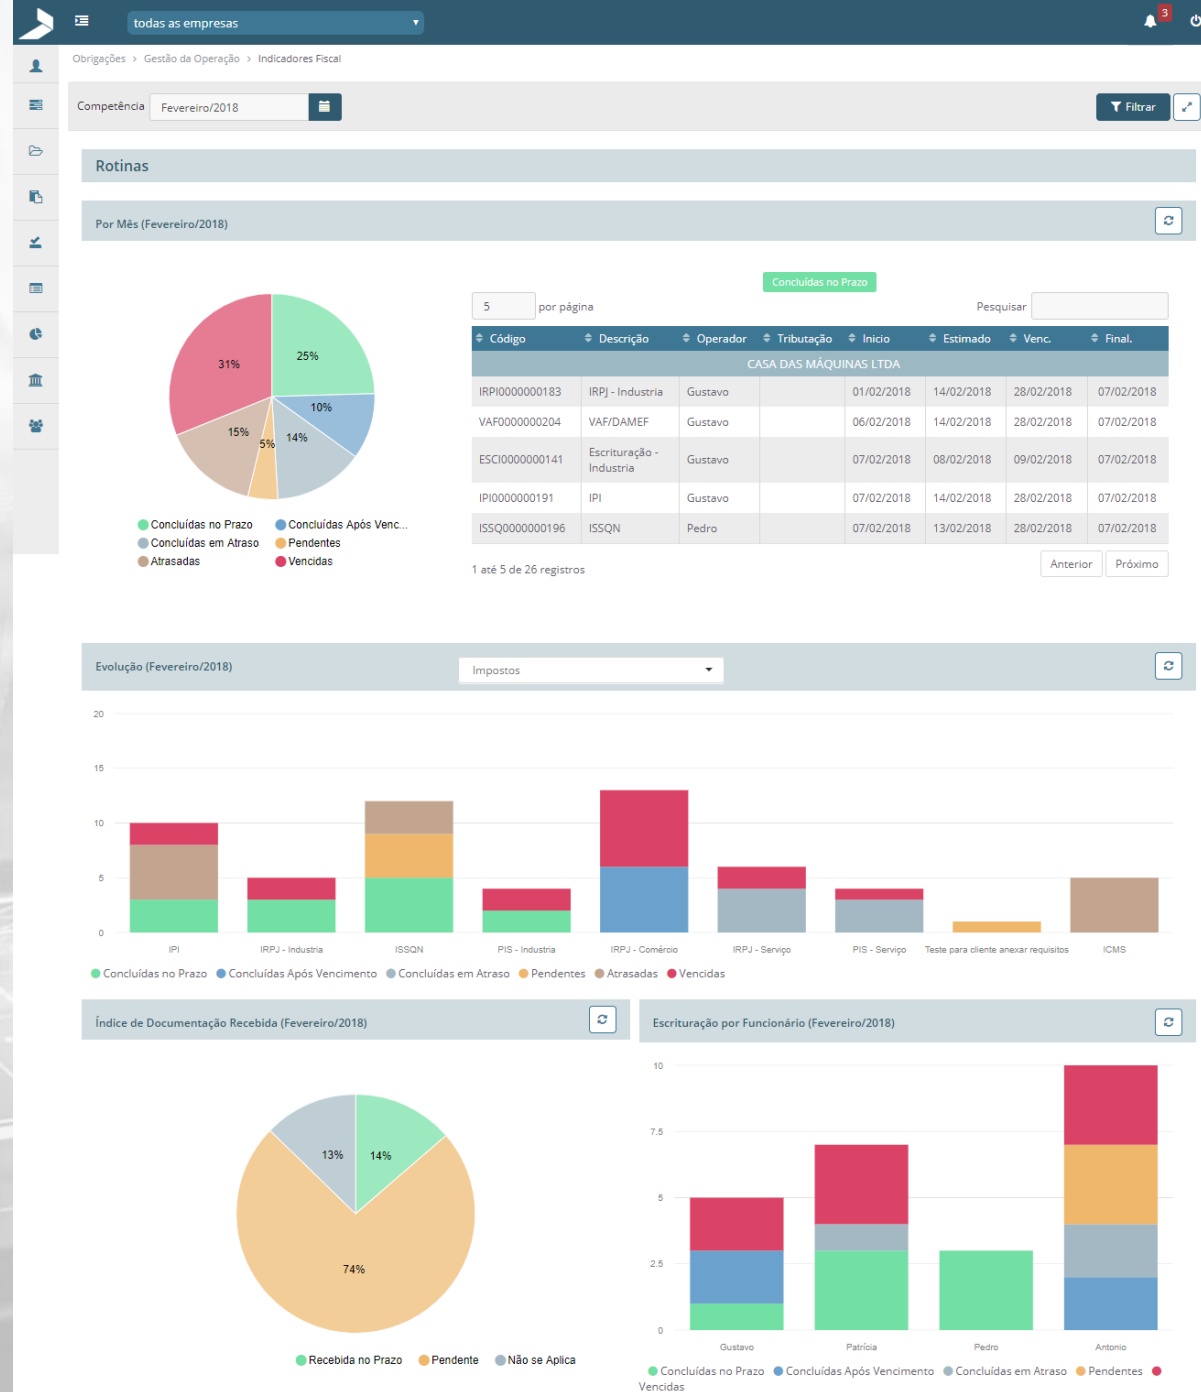 todas as empresas
3
Obrigações > Gestão da Operação > Indicadores Fiscal
Competência Fevereiro/2018 Filtrar
Rotinas
Por Mês (Fevereiro/2018)
Concluídas no Prazo
5 por página Pesquisar
Código Descrição Operador Tributação Inicio Estimado Venc. Final.
CASA DAS MÁQUINAS LTDA
IRPI0000000183 IRPJ - Industria Gustavo 01/02/2018 14/02/2018 28/02/2018 07/02/2018
VAF0000000204 VAF/DAMEF Gustavo 06/02/2018 14/02/2018 28/02/2018 07/02/2018
ESCI0000000141 Escrituração - Industria Gustavo 07/02/2018 08/02/2018 09/02/2018 07/02/2018
IPI0000000191 IPI Gustavo 07/02/2018 14/02/2018 28/02/2018 07/02/2018
ISSQ0000000196 ISSQN Pedro 07/02/2018 13/02/2018 28/02/2018 07/02/2018
1 até 5 de 26 registros Anterior Próximo
31% 25%
10%
15% 5% 14%
Concluídas no Prazo Concluídas Após Venc...
Concluídas em Atraso Pendentes
Atrasadas Vencidas
Evolução (Fevereiro/2018) Impostos
20
15
10
5
0
IPI IRPJ - Industria ISSQN PIS - Industria IRPJ - Comércio IRPJ - Serviço PIS - Serviço Teste para cliente anexar requisitos ICMS
Concluídas no Prazo Concluídas Após Vencimento Concluídas em Atraso Pendentes Atrasadas Vencidas
Índice de Documentação Recebida (Fevereiro/2018)
13% 14%
74%
Recebida no Prazo Pendente Não se Aplica
Escrituração por Funcionário (Fevereiro/2018)
10
7.5
5
2.5
0
Gustavo Patrícia Pedro Antonio
Concluídas no Prazo Concluídas Após Vencimento Concluídas em Atraso Pendentes
Vencidas